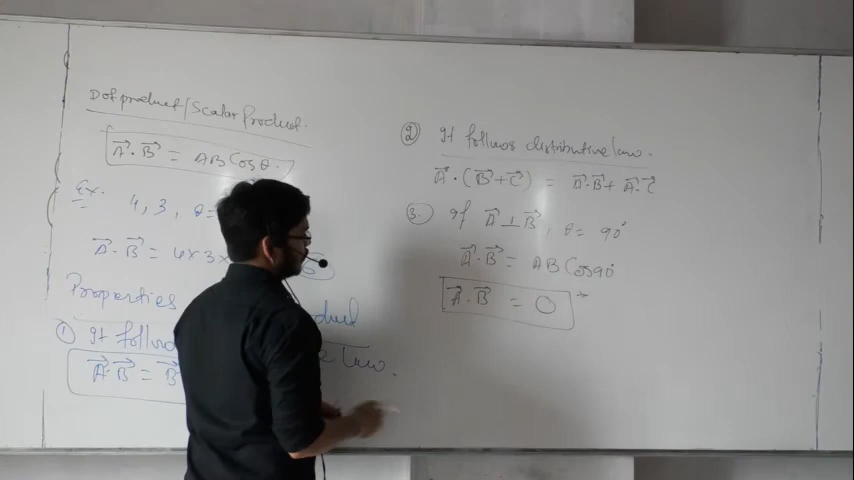 Dot product/Scalar Product.
A⃗·B⃗ = AB Cosθ.
Ex.
4, 3, θ=
A⃗·B⃗ = 4×3×
Properties
① It follows
A⃗·B⃗ = B⃗
law.
② It follows distributive law.
A⃗·(B⃗+C⃗) = A⃗·B⃗ + A⃗·C⃗
③. If A⃗⊥B⃗, θ= 90°
A⃗·B⃗ = AB Cos90°
A⃗·B⃗ = 0